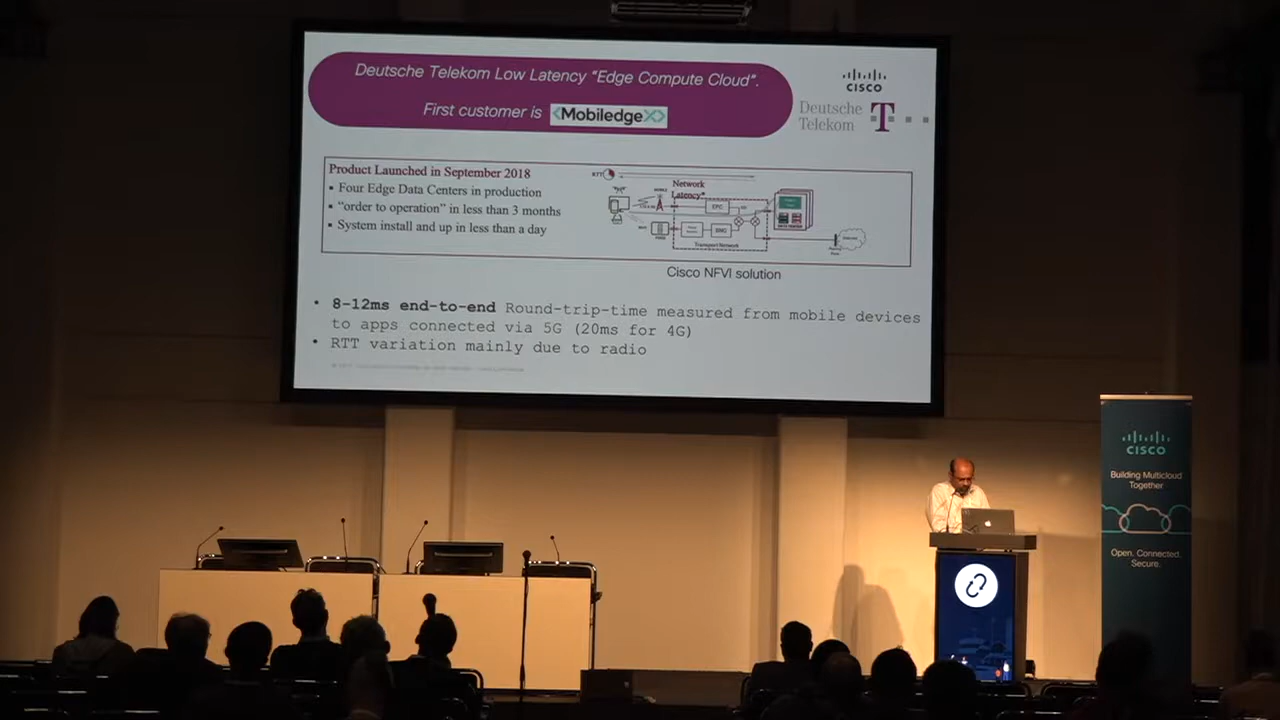 Deutsche Telekom Low Latency “Edge Compute Cloud”.
First customer is MobiledgeX
CISCO
Deutsche
Telekom T
Product Launched in September 2018
▪ Four Edge Data Centers in production
▪ “order to operation” in less than 3 months
▪ System install and up in less than a day
RTT
Network
Latency*
EPC
BNG
Transport Network
Cisco NFVI solution
• 8-12ms end-to-end Round-trip-time measured from mobile devices
to apps connected via 5G (20ms for 4G)
• RTT variation mainly due to radio
CISCO
Building Multicloud
Together
Open. Connected.
Secure.